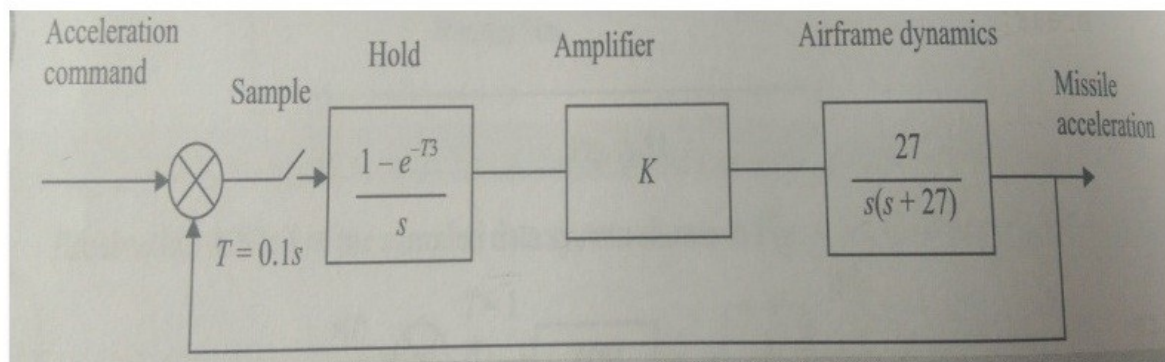 Acceleration
command
Sample
Hold
Amplifier
Airframe dynamics
Missile
acceleration
1 – e^{-T3}
s
K
27
s(s + 27)
T = 0.1s